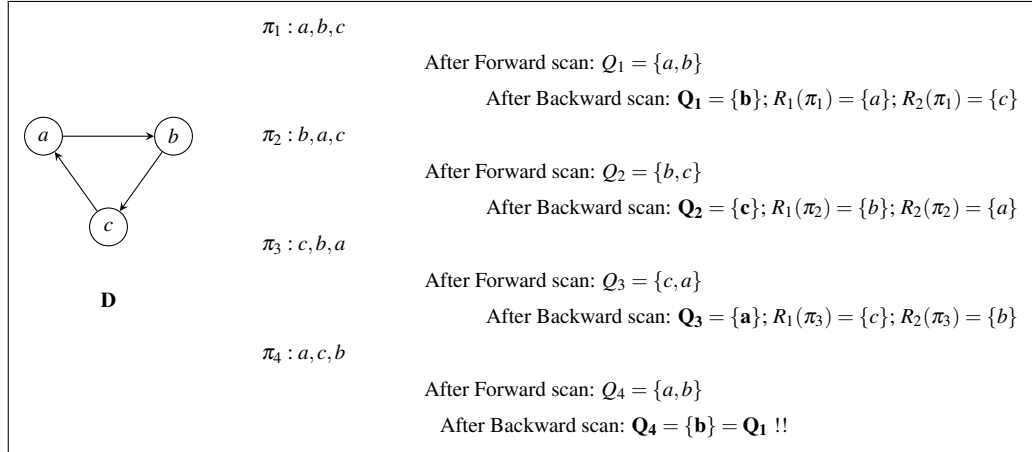 π₁ : a, b, c
After Forward scan: Q₁ = {a, b}
After Backward scan: Q₁ = {b}; R₁(π₁) = {a}; R₂(π₁) = {c}
a
b
c
D
π₂ : b, a, c
After Forward scan: Q₂ = {b, c}
After Backward scan: Q₂ = {c}; R₁(π₂) = {b}; R₂(π₂) = {a}
π₃ : c, b, a
After Forward scan: Q₃ = {c, a}
After Backward scan: Q₃ = {a}; R₁(π₃) = {c}; R₂(π₃) = {b}
π₄ : a, c, b
After Forward scan: Q₄ = {a, b}
After Backward scan: Q₄ = {b} = Q₁ !!